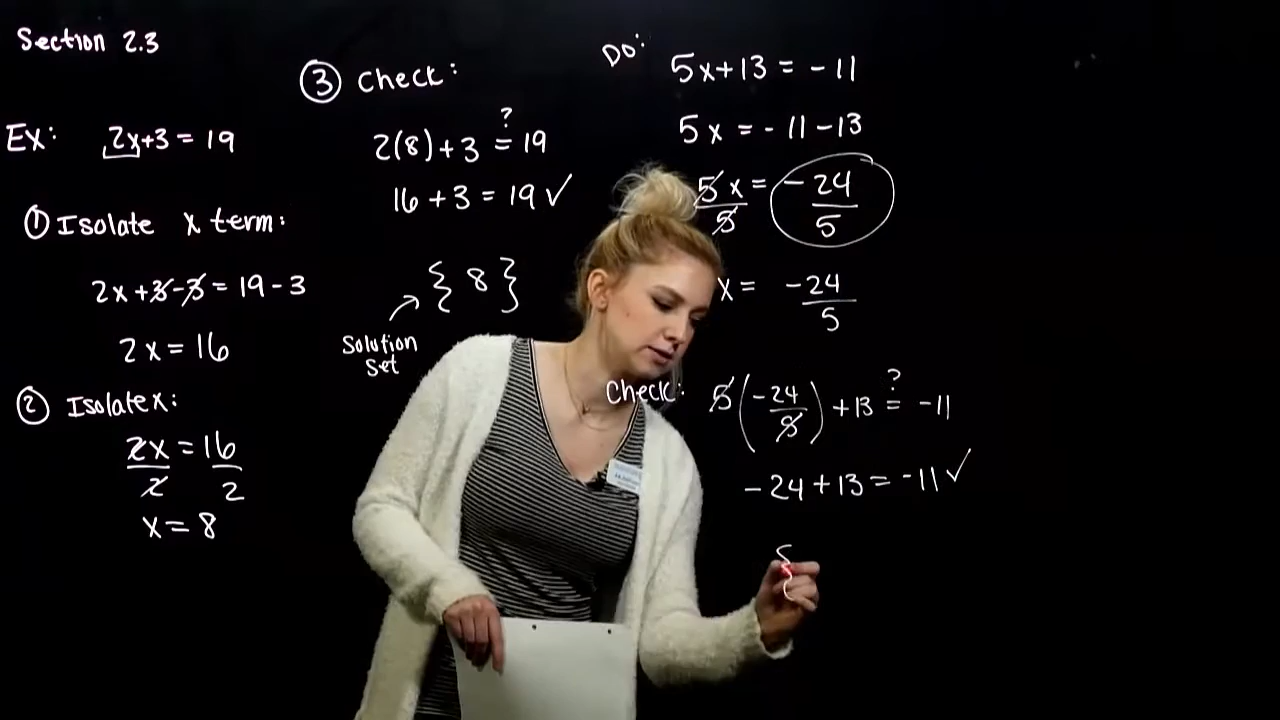 Section 2.3
Ex: 2x+3 = 19
① Isolate x term:
2x+3-3 = 19-3
2x = 16
② Isolate x:
2x = 16
2 2
x = 8
③ Check:
2(8)+3 ?= 19
16 + 3 = 19 ✓
{ 8 }
Solution
set
Do: 5x+13 = -11
5x = -11-13
5x = -24
5 5
x = -24
5
Check: 5(-24/5) +13 ?= -11
-24+13 = -11 ✓
{